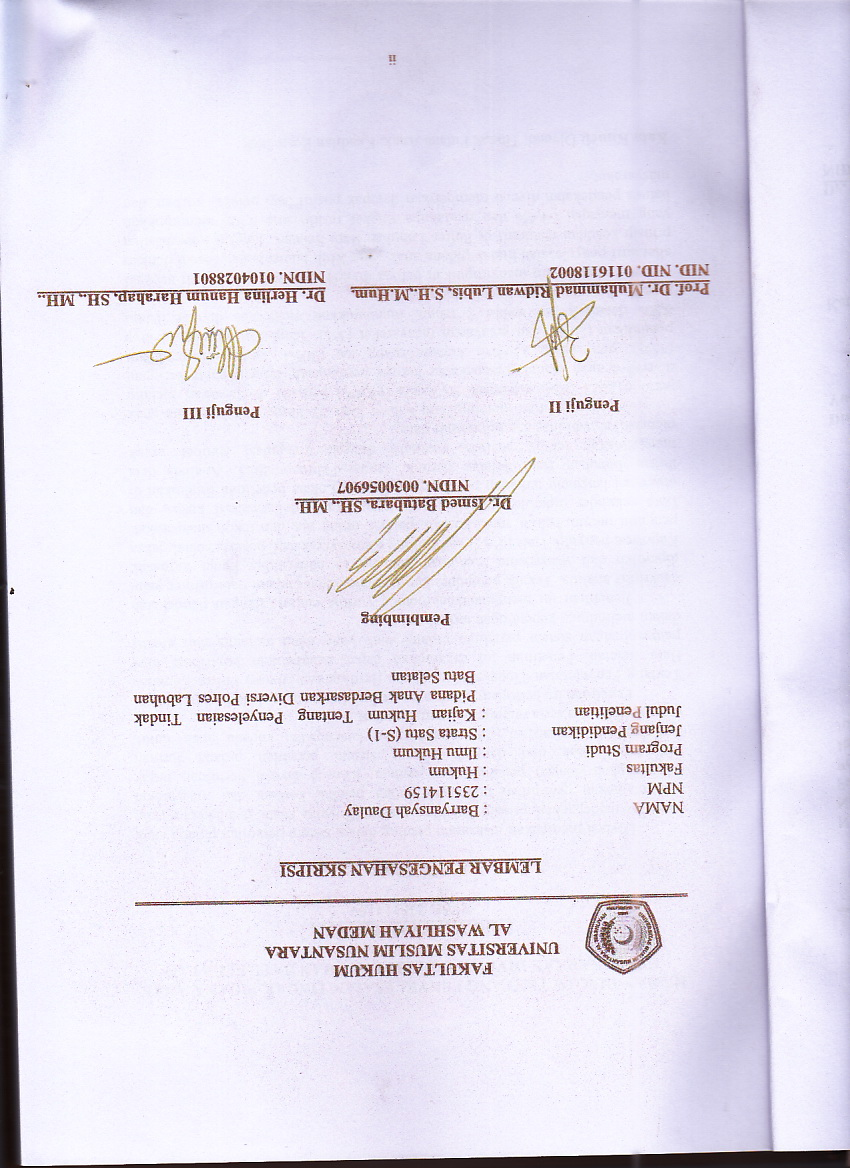 FAKULTAS HUKUM
UNIVERSITAS MUSLIM NUSANTARA
AL WASHLIYAH MEDAN
LEMBAR PENGESAHAN SKRIPSI
NAMA : Barryansyah Daulay
NPM : 235114159
Fakultas : Hukum
Program Studi : Ilmu Hukum
Jenjang Pendidikan : Strata Satu (S-1)
Judul Penelitian : Kajian Hukum Tentang Penyelesaian Tindak
Pidana Anak Berdasarkan Diversi Polres Labuhan
Batu Selatan
Pembimbing
Dr. Ismed Batubara, SH., MH.
NIDN. 00300056907
Penguji II Penguji III
Prof. Dr. Muhammad Ridwan Lubis, S.H.,M.Hum. Dr. Herlina Hanum Harahap, SH., MH..
NID. NID. 0116118002 NIDN. 0104028801
ii